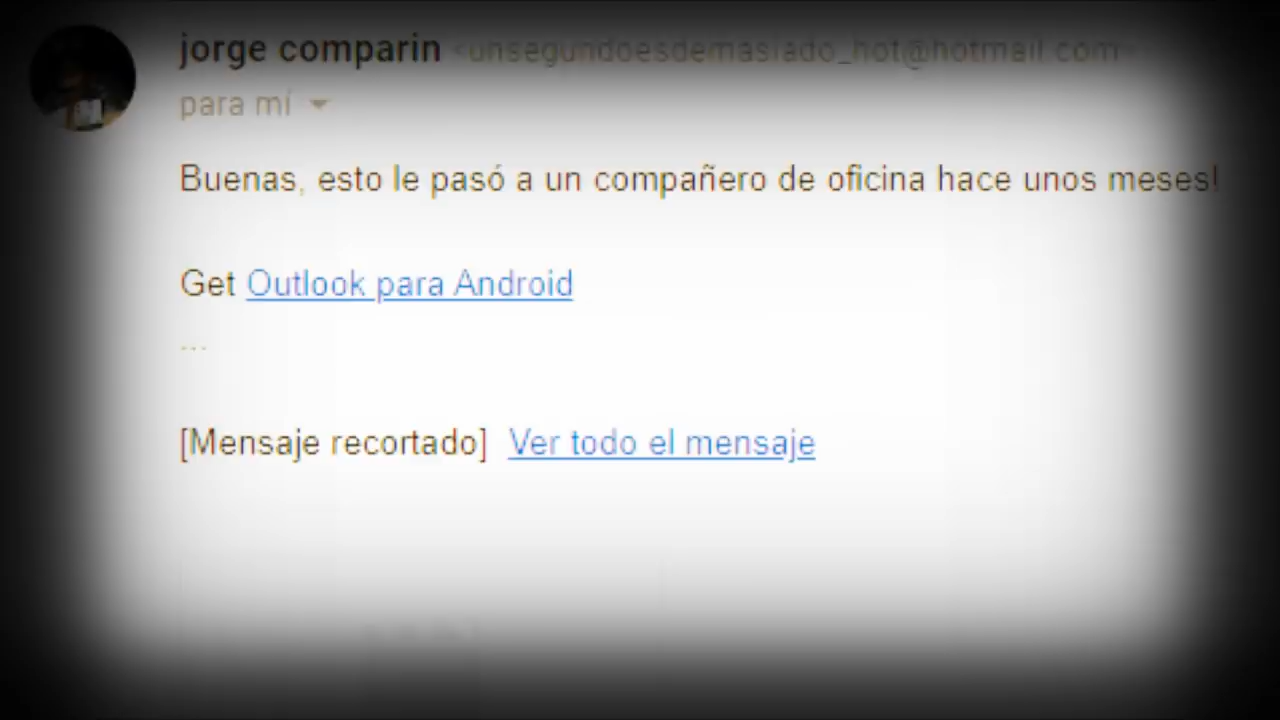 jorge comparin <unsegundoesdemasiado_hot@hotmail.com>
para mí
Buenas, esto le pasó a un compañero de oficina hace unos meses!
Get Outlook para Android
...
[Mensaje recortado] Ver todo el mensaje